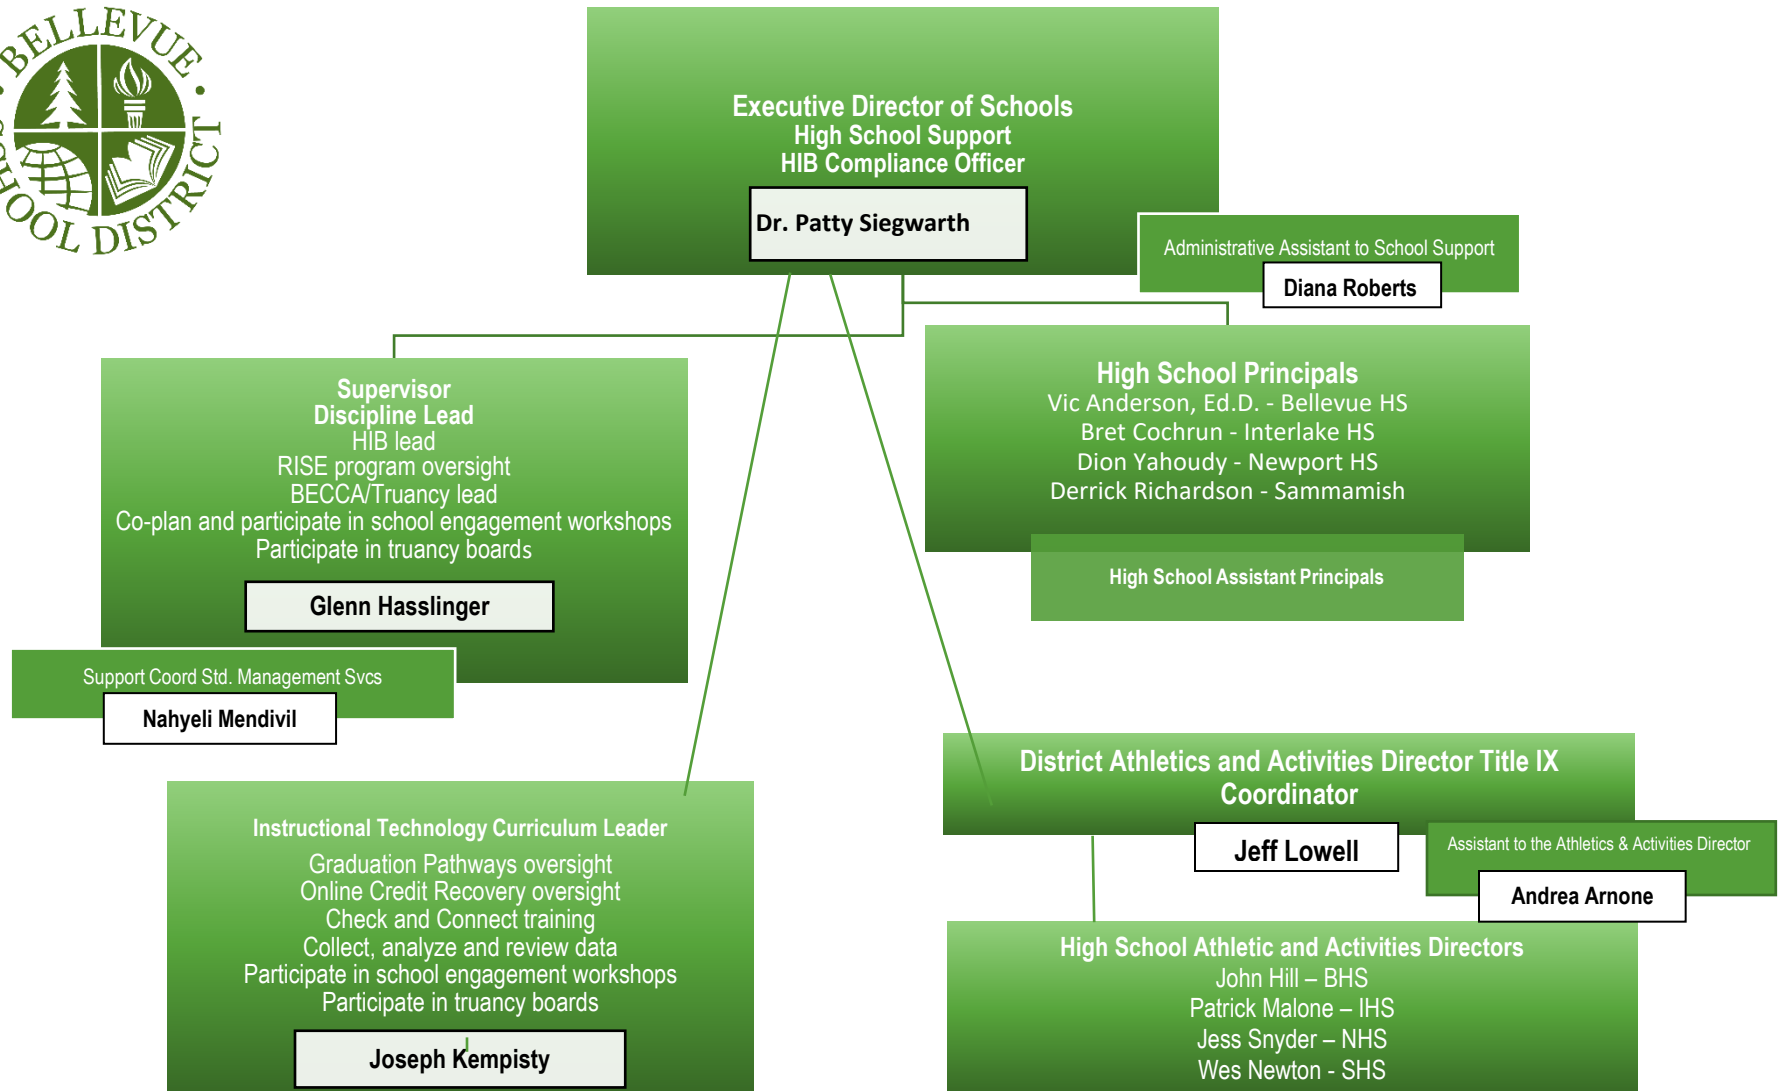 BELLEVUE
SCHOOL DISTRICT
Executive Director of Schools
High School Support
HIB Compliance Officer
Dr. Patty Siegwarth
Administrative Assistant to School Support
Diana Roberts
Supervisor
Discipline Lead
HIB lead
RISE program oversight
BECCA/Truancy lead
Co-plan and participate in school engagement workshops
Participate in truancy boards
Glenn Hasslinger
Support Coord Std. Management Svcs
Nahyeli Mendivil
High School Principals
Vic Anderson, Ed.D. - Bellevue HS
Bret Cochrun - Interlake HS
Dion Yahoudy - Newport HS
Derrick Richardson - Sammamish
High School Assistant Principals
Instructional Technology Curriculum Leader
Graduation Pathways oversight
Online Credit Recovery oversight
Check and Connect training
Collect, analyze and review data
Participate in school engagement workshops
Participate in truancy boards
Joseph Kempisty
District Athletics and Activities Director Title IX
Coordinator
Jeff Lowell
Assistant to the Athletics & Activities Director
Andrea Arnone
High School Athletic and Activities Directors
John Hill – BHS
Patrick Malone – IHS
Jess Snyder – NHS
Wes Newton - SHS